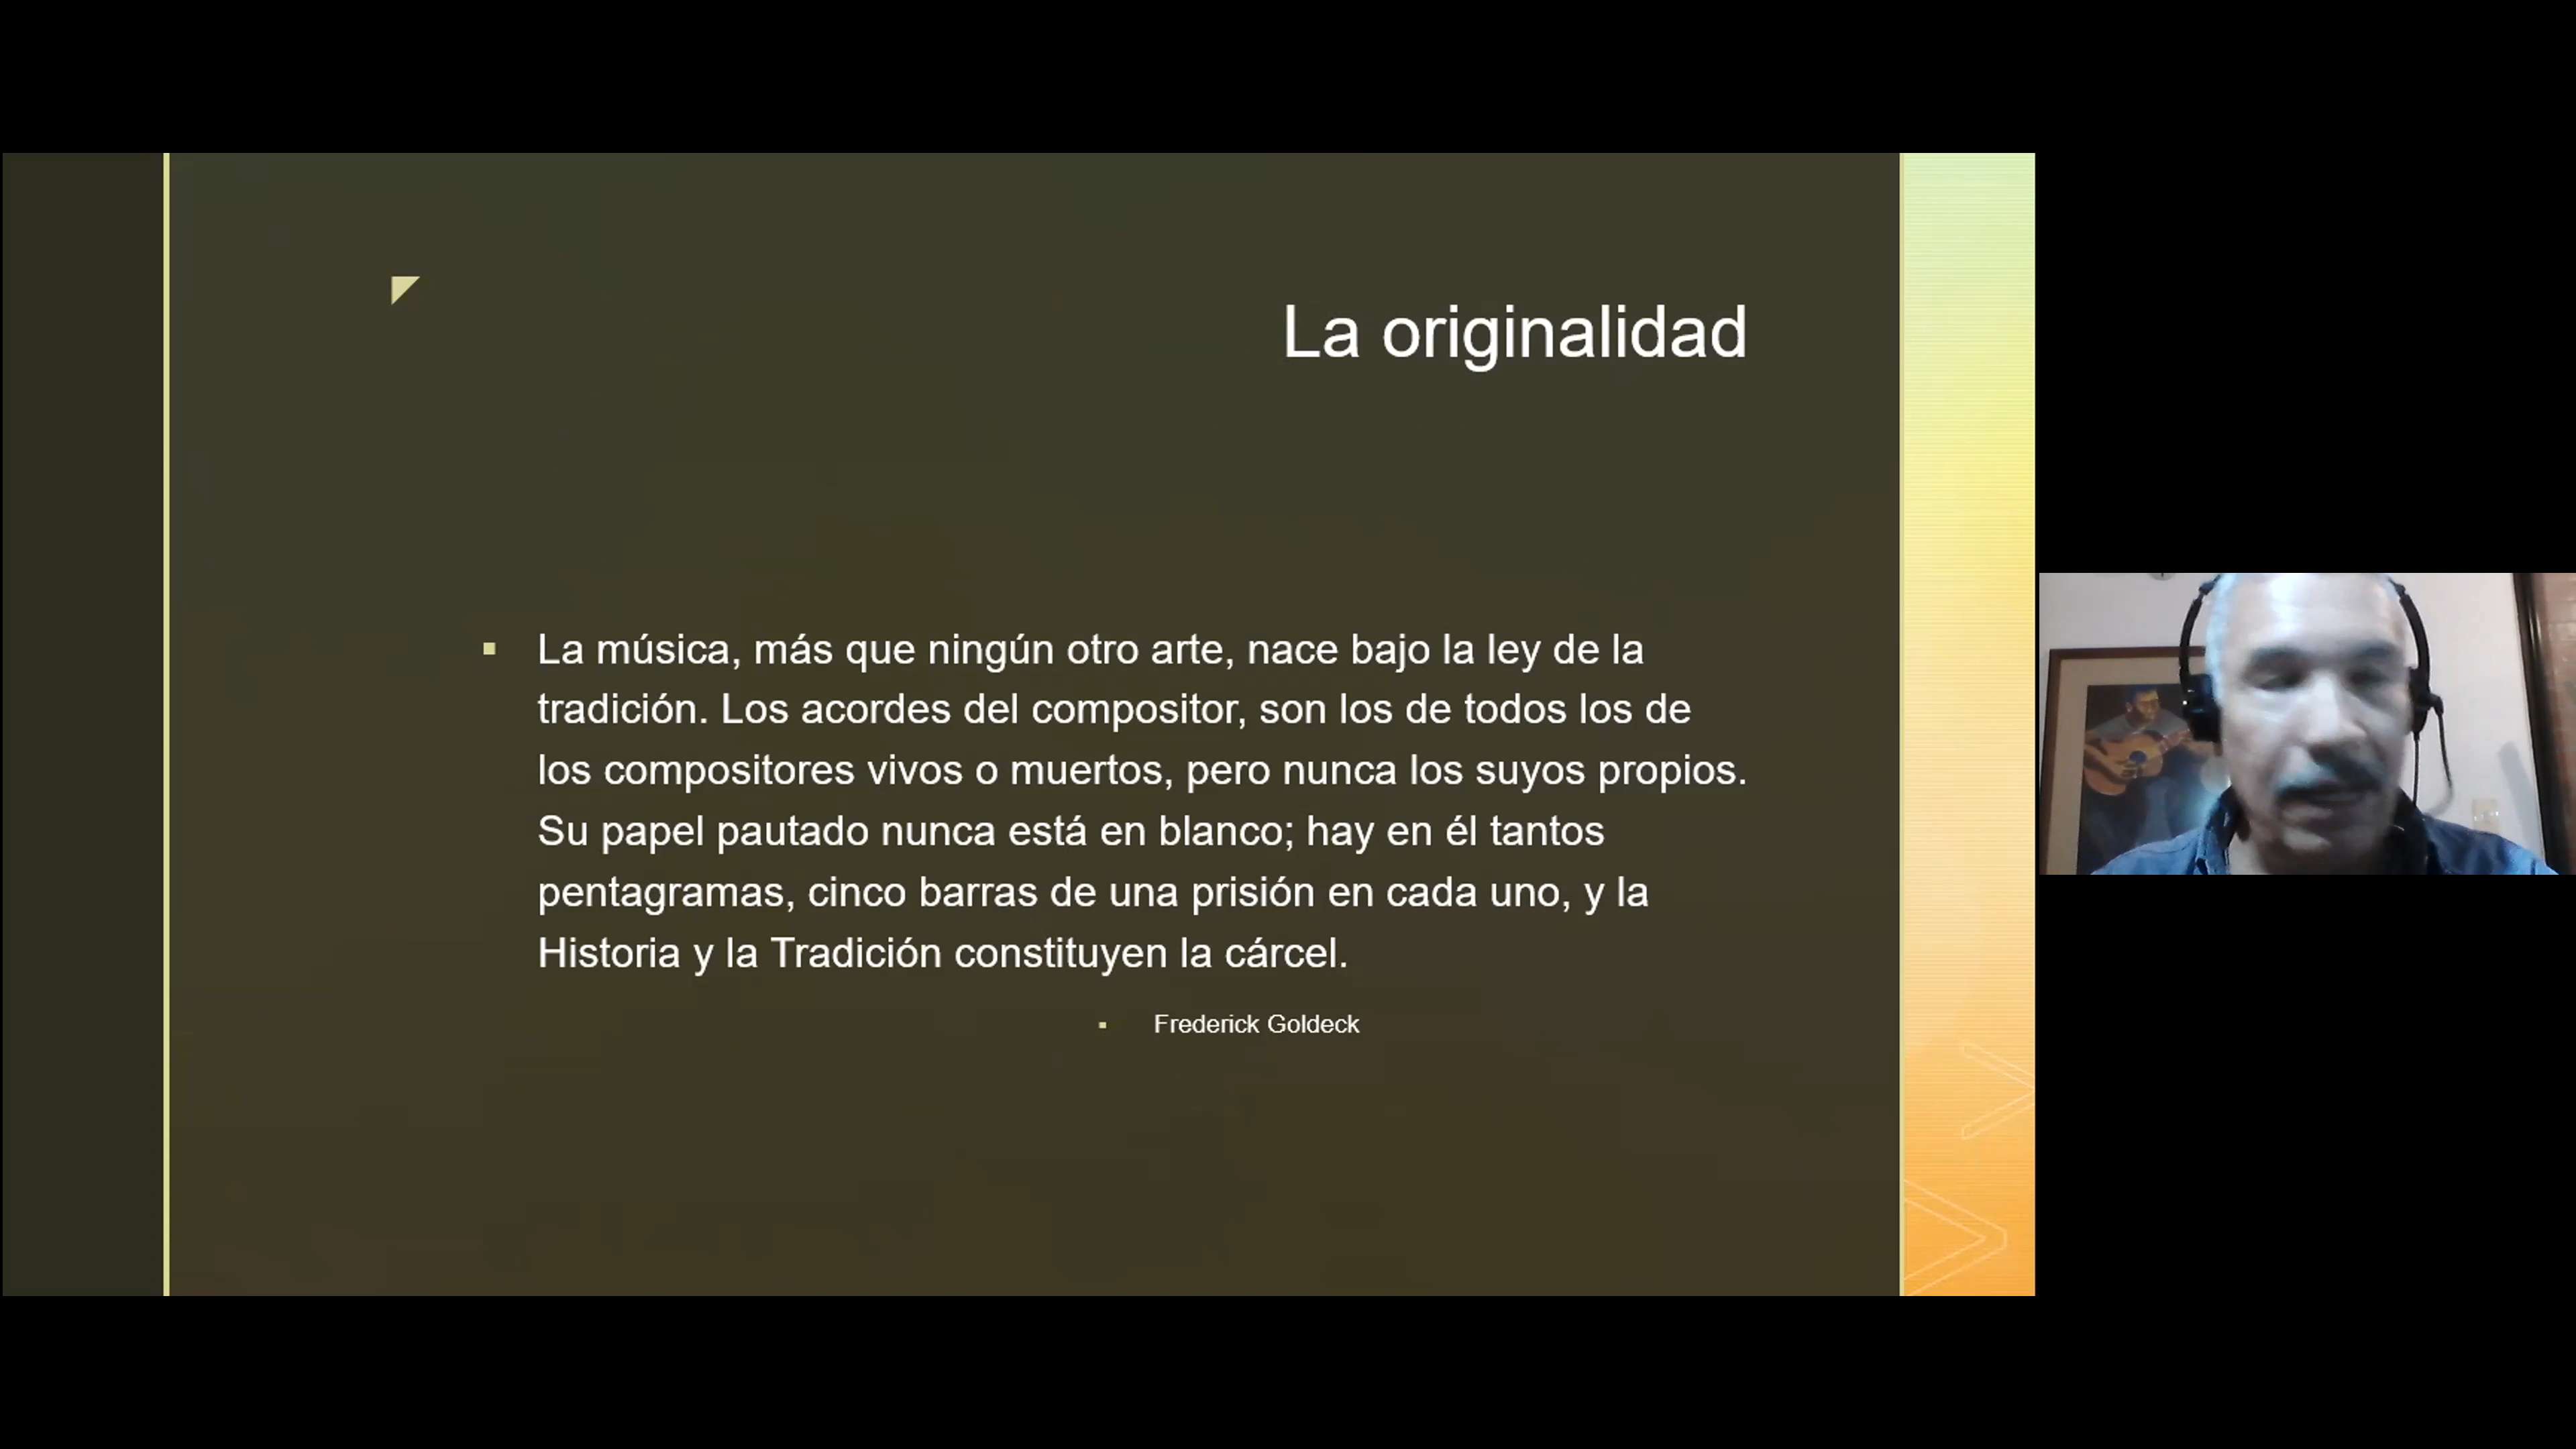 La originalidad
La música, más que ningún otro arte, nace bajo la ley de la
tradición. Los acordes del compositor, son los de todos los de
los compositores vivos o muertos, pero nunca los suyos propios.
Su papel pautado nunca está en blanco; hay en él tantos
pentagramas, cinco barras de una prisión en cada uno, y la
Historia y la Tradición constituyen la cárcel.
Frederick Goldeck